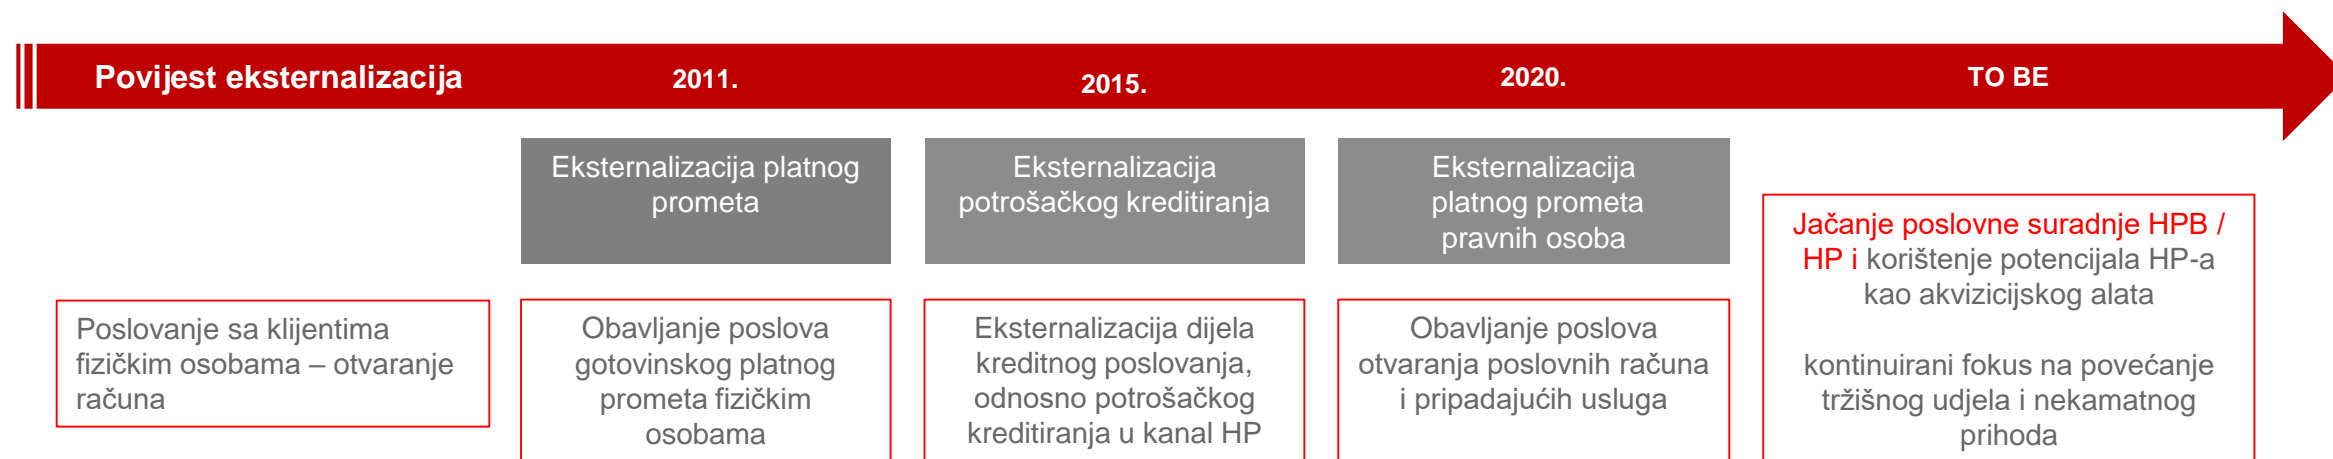 Povijest eksternalizacija
2011.
2015.
2020.
TO BE
Poslovanje sa klijentima
fizičkim osobama – otvaranje
računa
Eksternalizacija platnog
prometa
Obavljanje poslova
gotovinskog platnog
prometa fizičkim
osobama
Eksternalizacija
potrošačkog kreditiranja
Eksternalizacija dijela
kreditnog poslovanja,
odnosno potrošačkog
kreditiranja u kanal HP
Eksternalizacija
platnog prometa
pravnih osoba
Obavljanje poslova
otvaranja poslovnih računa
i pripadajućih usluga
Jačanje poslovne suradnje HPB /
HP i korištenje potencijala HP-a
kao akvizicijskog alata
kontinuirani fokus na povećanje
tržišnog udjela i nekamatnog
prihoda